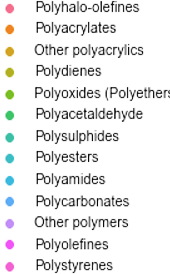 Polyhalo-olefines
Polyacrylates
Other polyacrylics
Polydienes
Polyoxides (Polyethers
Polyacetaldehyde
Polysulphides
Polyesters
Polyamides
Polycarbonates
Other polymers
Polyolefines
Polystyrenes